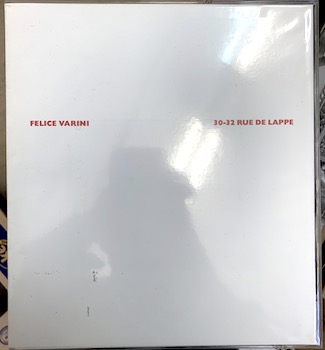 FELICE VARINI 30-32 RUE DE LAPPE